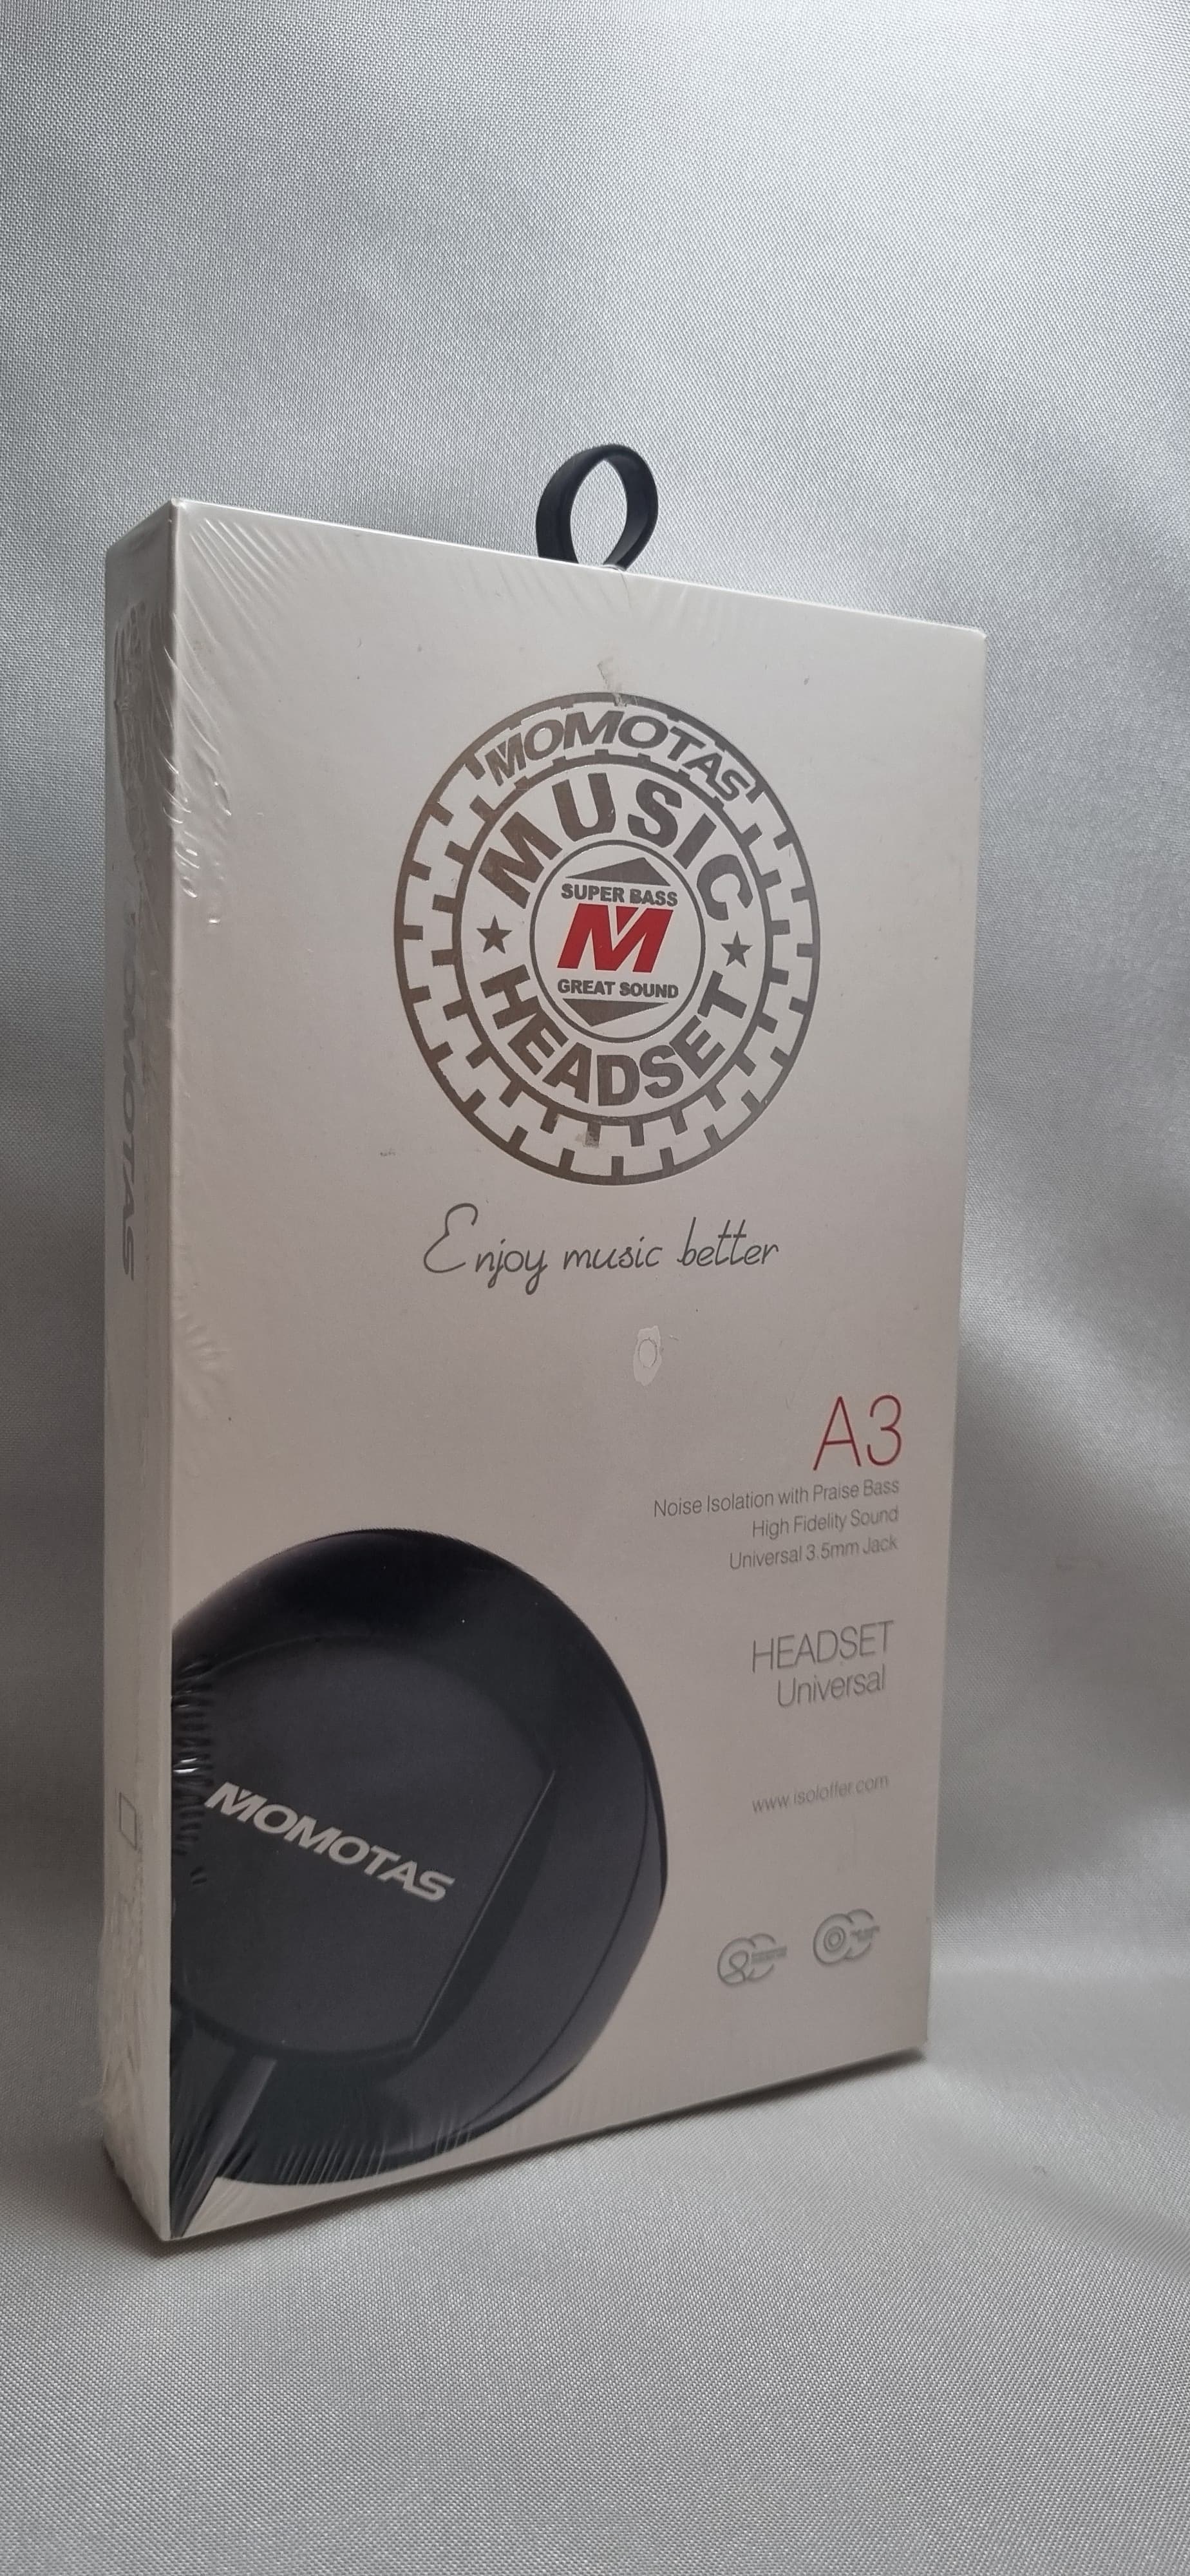 MOMOTAS
MUSIC
SUPER BASS
M
GREAT SOUND
HEADSET
Enjoy music better
A3
Noise Isolation with Praise Bass
High Fidelity Sound
Universal 3.5mm Jack
HEADSET
Universal
www.isoloffer.com
MOMOTAS
MOMOTAS